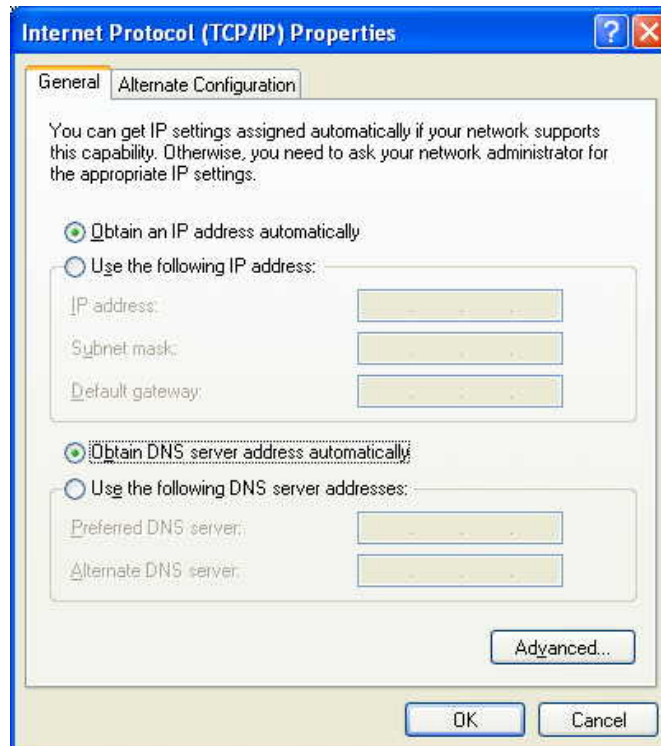 Internet Protocol (TCP/IP) Properties
General
Alternate Configuration
You can get IP settings assigned automatically if your network supports
this capability. Otherwise, you need to ask your network administrator for
the appropriate IP settings.
Obtain an IP address automatically
Use the following IP address:
IP address:
Subnet mask:
Default gateway:
Obtain DNS server address automatically
Use the following DNS server addresses:
Preferred DNS server:
Alternate DNS server:
Advanced...
OK
Cancel